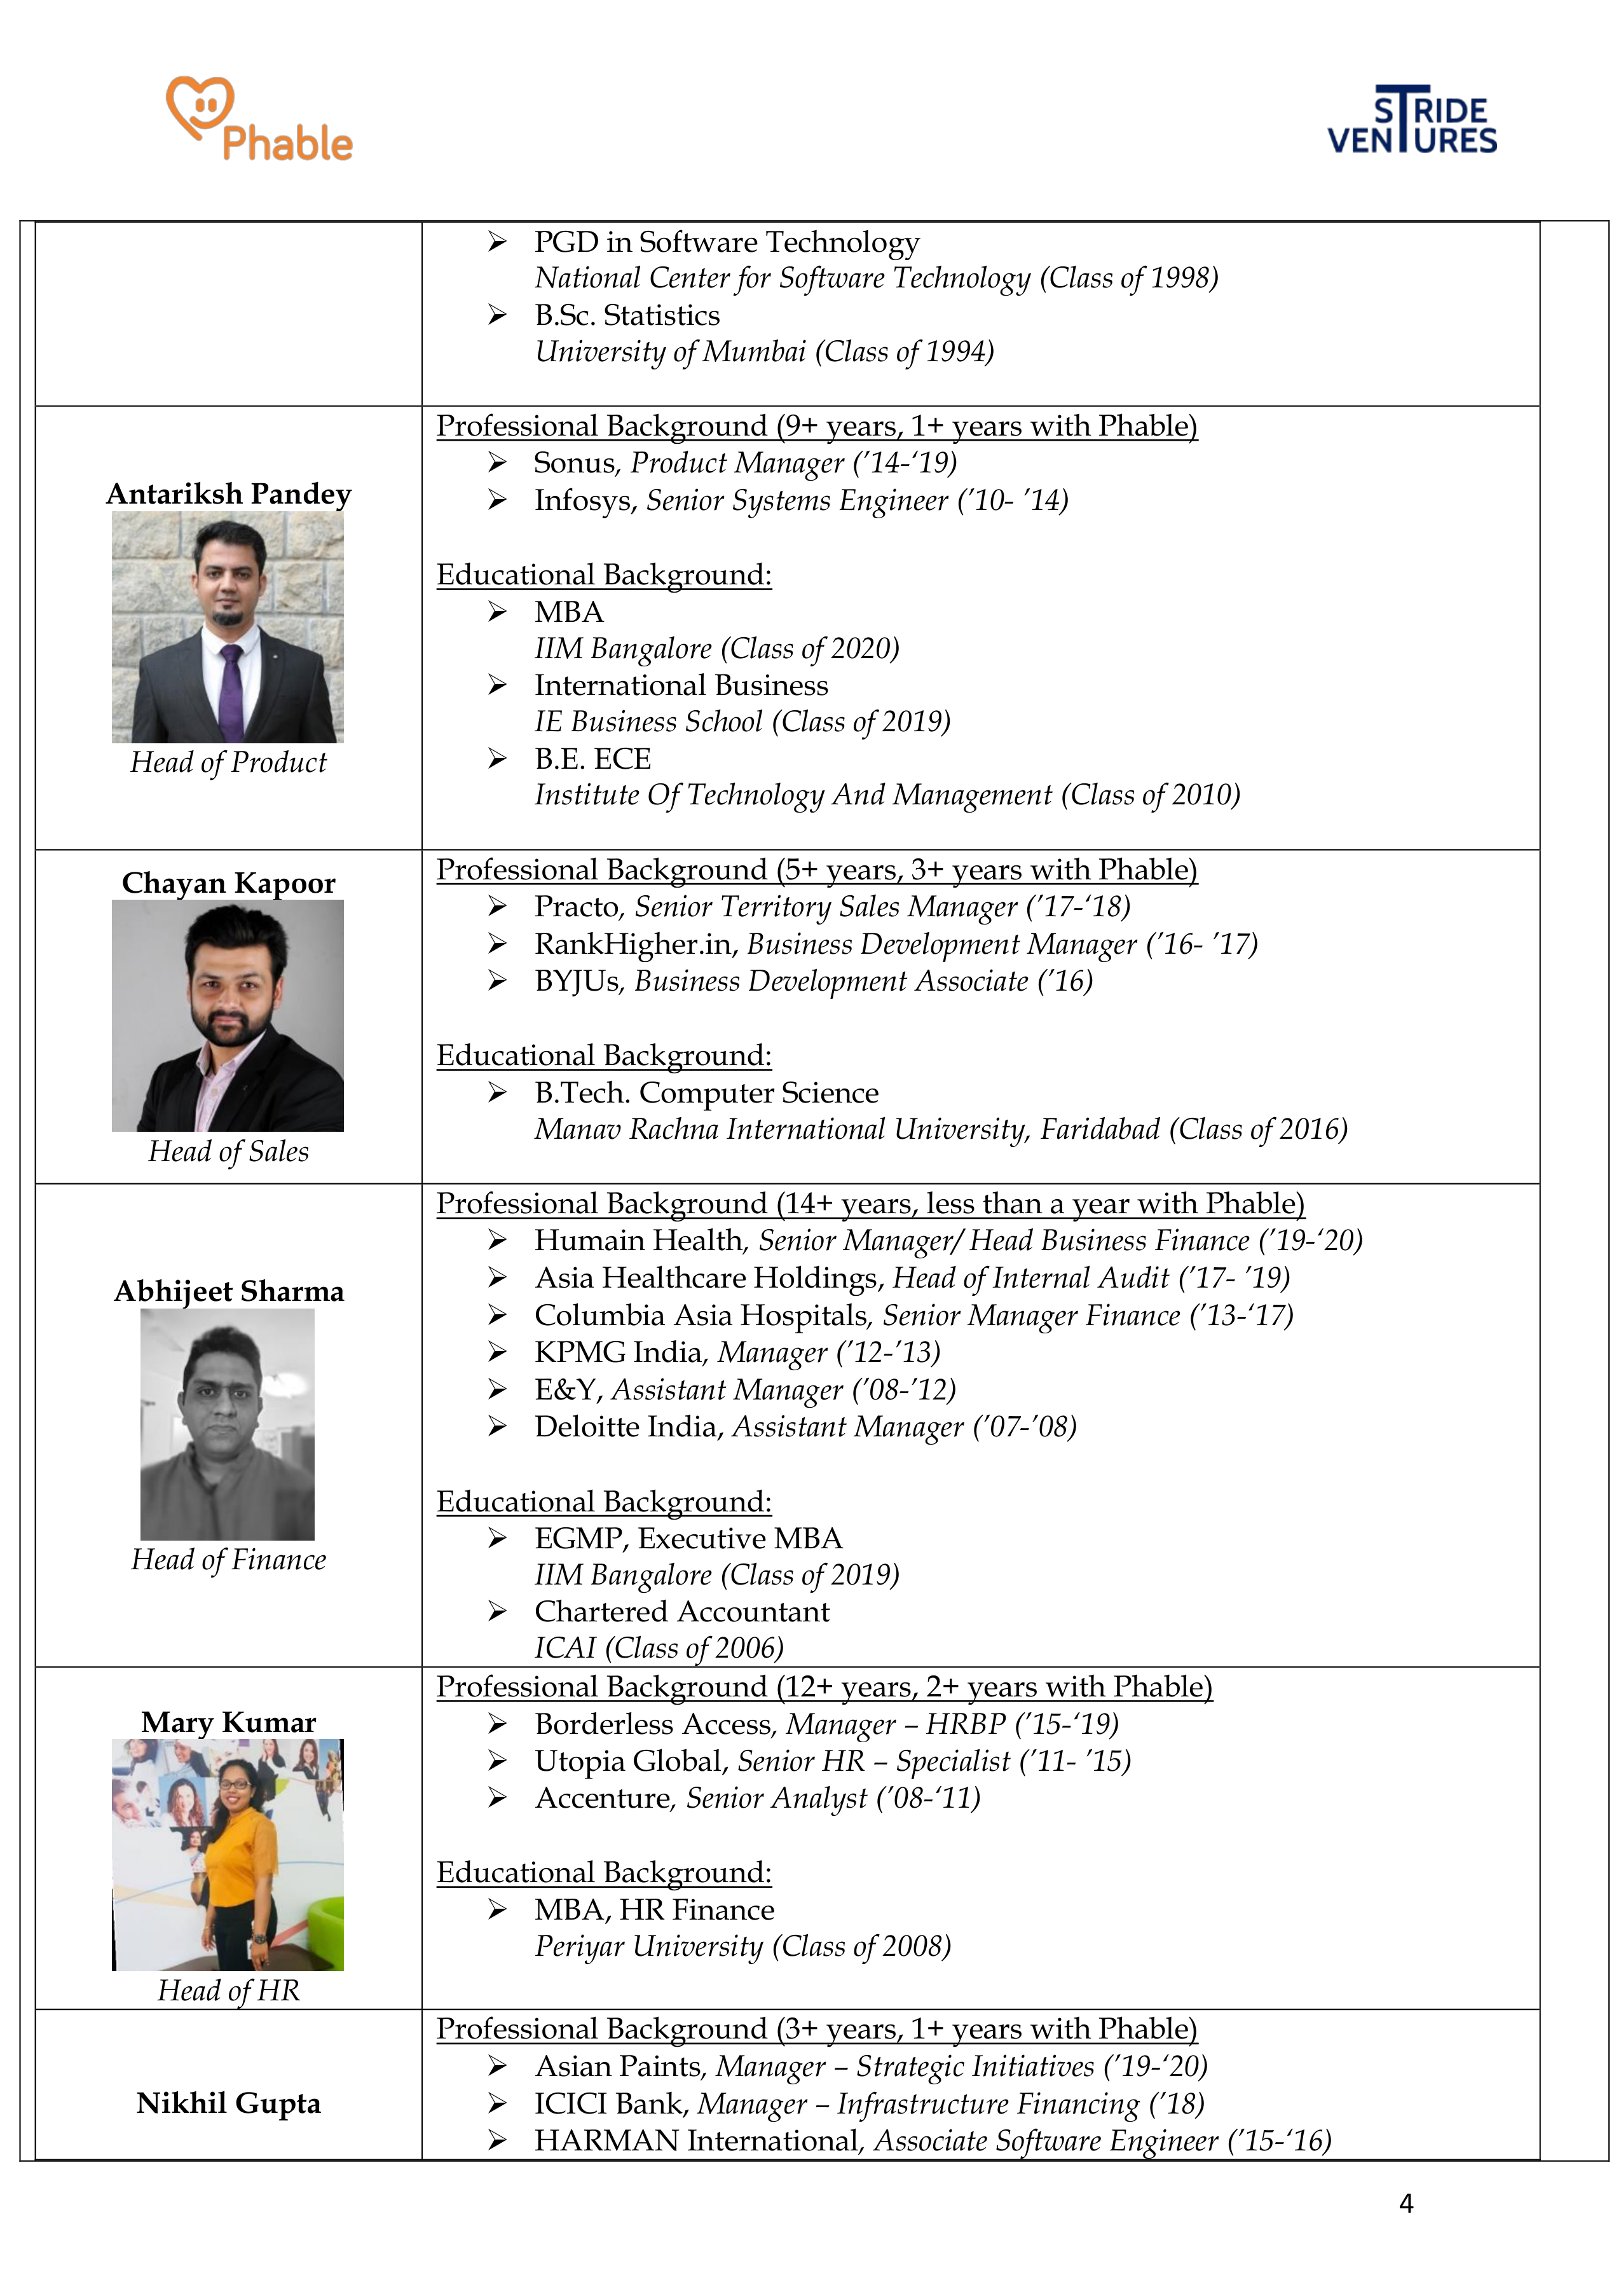 Phable
STRIDE
VENTURES
➢ PGD in Software Technology
National Center for Software Technology (Class of 1998)
➢ B.Sc. Statistics
University of Mumbai (Class of 1994)
Antariksh Pandey
Head of Product
Professional Background (9+ years, 1+ years with Phable)
➢ Sonus, Product Manager (’14-‘19)
➢ Infosys, Senior Systems Engineer (’10- ’14)
Educational Background:
➢ MBA
IIM Bangalore (Class of 2020)
➢ International Business
IE Business School (Class of 2019)
➢ B.E. ECE
Institute Of Technology And Management (Class of 2010)
Chayan Kapoor
Head of Sales
Professional Background (5+ years, 3+ years with Phable)
➢ Practo, Senior Territory Sales Manager (’17-‘18)
➢ RankHigher.in, Business Development Manager (’16- ’17)
➢ BYJUs, Business Development Associate (’16)
Educational Background:
➢ B.Tech. Computer Science
Manav Rachna International University, Faridabad (Class of 2016)
Abhijeet Sharma
Head of Finance
Professional Background (14+ years, less than a year with Phable)
➢ Humain Health, Senior Manager/ Head Business Finance (’19-‘20)
➢ Asia Healthcare Holdings, Head of Internal Audit (’17- ’19)
➢ Columbia Asia Hospitals, Senior Manager Finance (’13-‘17)
➢ KPMG India, Manager (’12-’13)
➢ E&Y, Assistant Manager (’08-’12)
➢ Deloitte India, Assistant Manager (’07-’08)
Educational Background:
➢ EGMP, Executive MBA
IIM Bangalore (Class of 2019)
➢ Chartered Accountant
ICAI (Class of 2006)
Mary Kumar
Head of HR
Professional Background (12+ years, 2+ years with Phable)
➢ Borderless Access, Manager – HRBP (’15-‘19)
➢ Utopia Global, Senior HR – Specialist (’11- ’15)
➢ Accenture, Senior Analyst (’08-‘11)
Educational Background:
➢ MBA, HR Finance
Periyar University (Class of 2008)
Nikhil Gupta
Professional Background (3+ years, 1+ years with Phable)
➢ Asian Paints, Manager – Strategic Initiatives (’19-‘20)
➢ ICICI Bank, Manager – Infrastructure Financing (’18)
➢ HARMAN International, Associate Software Engineer (’15-‘16)
4